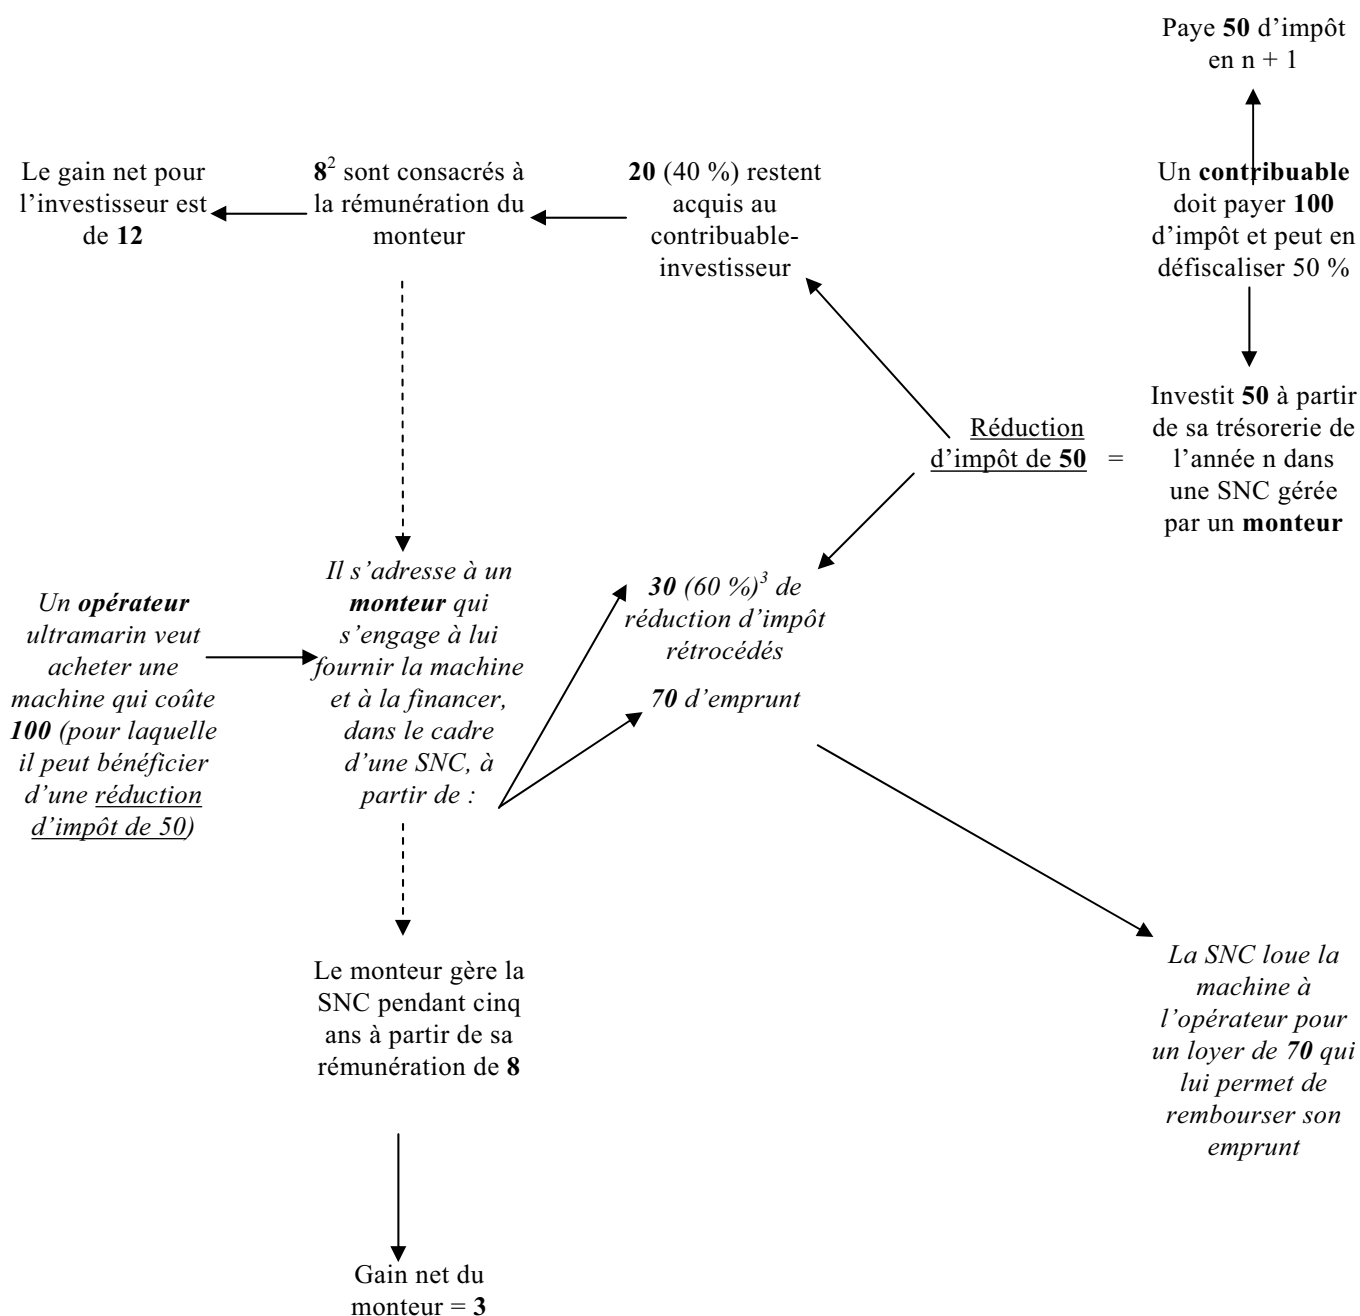 Paye 50 d’impôt
en n + 1
Le gain net pour
l’investisseur est
de 12
8² sont consacrés à
la rémunération du
monteur
20 (40 %) restent
acquis au
contribuable-
investisseur
Un contribuable
doit payer 100
d’impôt et peut en
défiscaliser 50 %
Réduction
d’impôt de 50 =
Investit 50 à partir
de sa trésorerie de
l’année n dans
une SNC gérée
par un monteur
Un opérateur
ultramarin veut
acheter une
machine qui coûte
100 (pour laquelle
il peut bénéficier
d’une réduction
d’impôt de 50)
Il s’adresse à un
monteur qui
s’engage à lui
fournir la machine
et à la financer,
dans le cadre
d’une SNC, à
partir de :
30 (60 %)³ de
réduction d’impôt
rétrocédés
70 d’emprunt
Le monteur gère la
SNC pendant cinq
ans à partir de sa
rémunération de 8
La SNC loue la
machine à
l’opérateur pour
un loyer de 70 qui
lui permet de
rembourser son
emprunt
Gain net du
monteur = 3